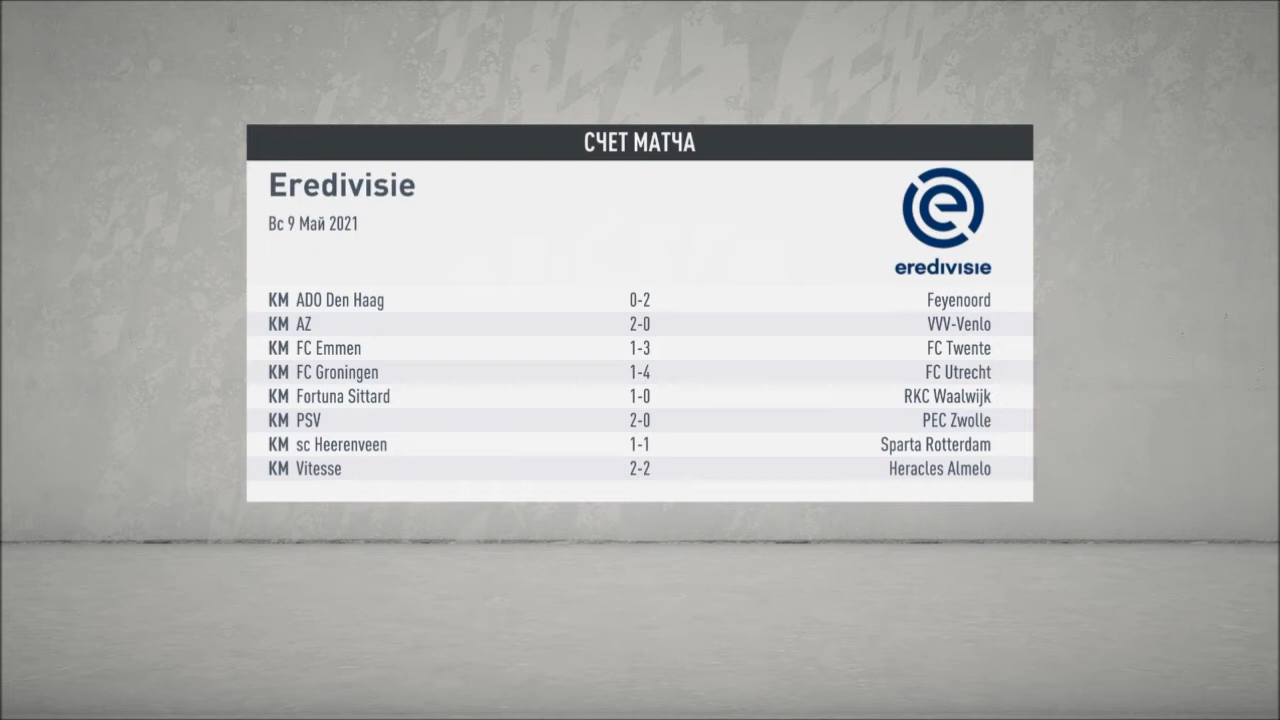 СЧЕТ МАТЧА
Eredivisie
Вс 9 Май 2021
eredivisie
КМ ADO Den Haag 0-2 Feyenoord
КМ AZ 2-0 VVV-Venlo
КМ FC Emmen 1-3 FC Twente
КМ FC Groningen 1-4 FC Utrecht
КМ Fortuna Sittard 1-0 RKC Waalwijk
КМ PSV 2-0 PEC Zwolle
КМ sc Heerenveen 1-1 Sparta Rotterdam
КМ Vitesse 2-2 Heracles Almelo